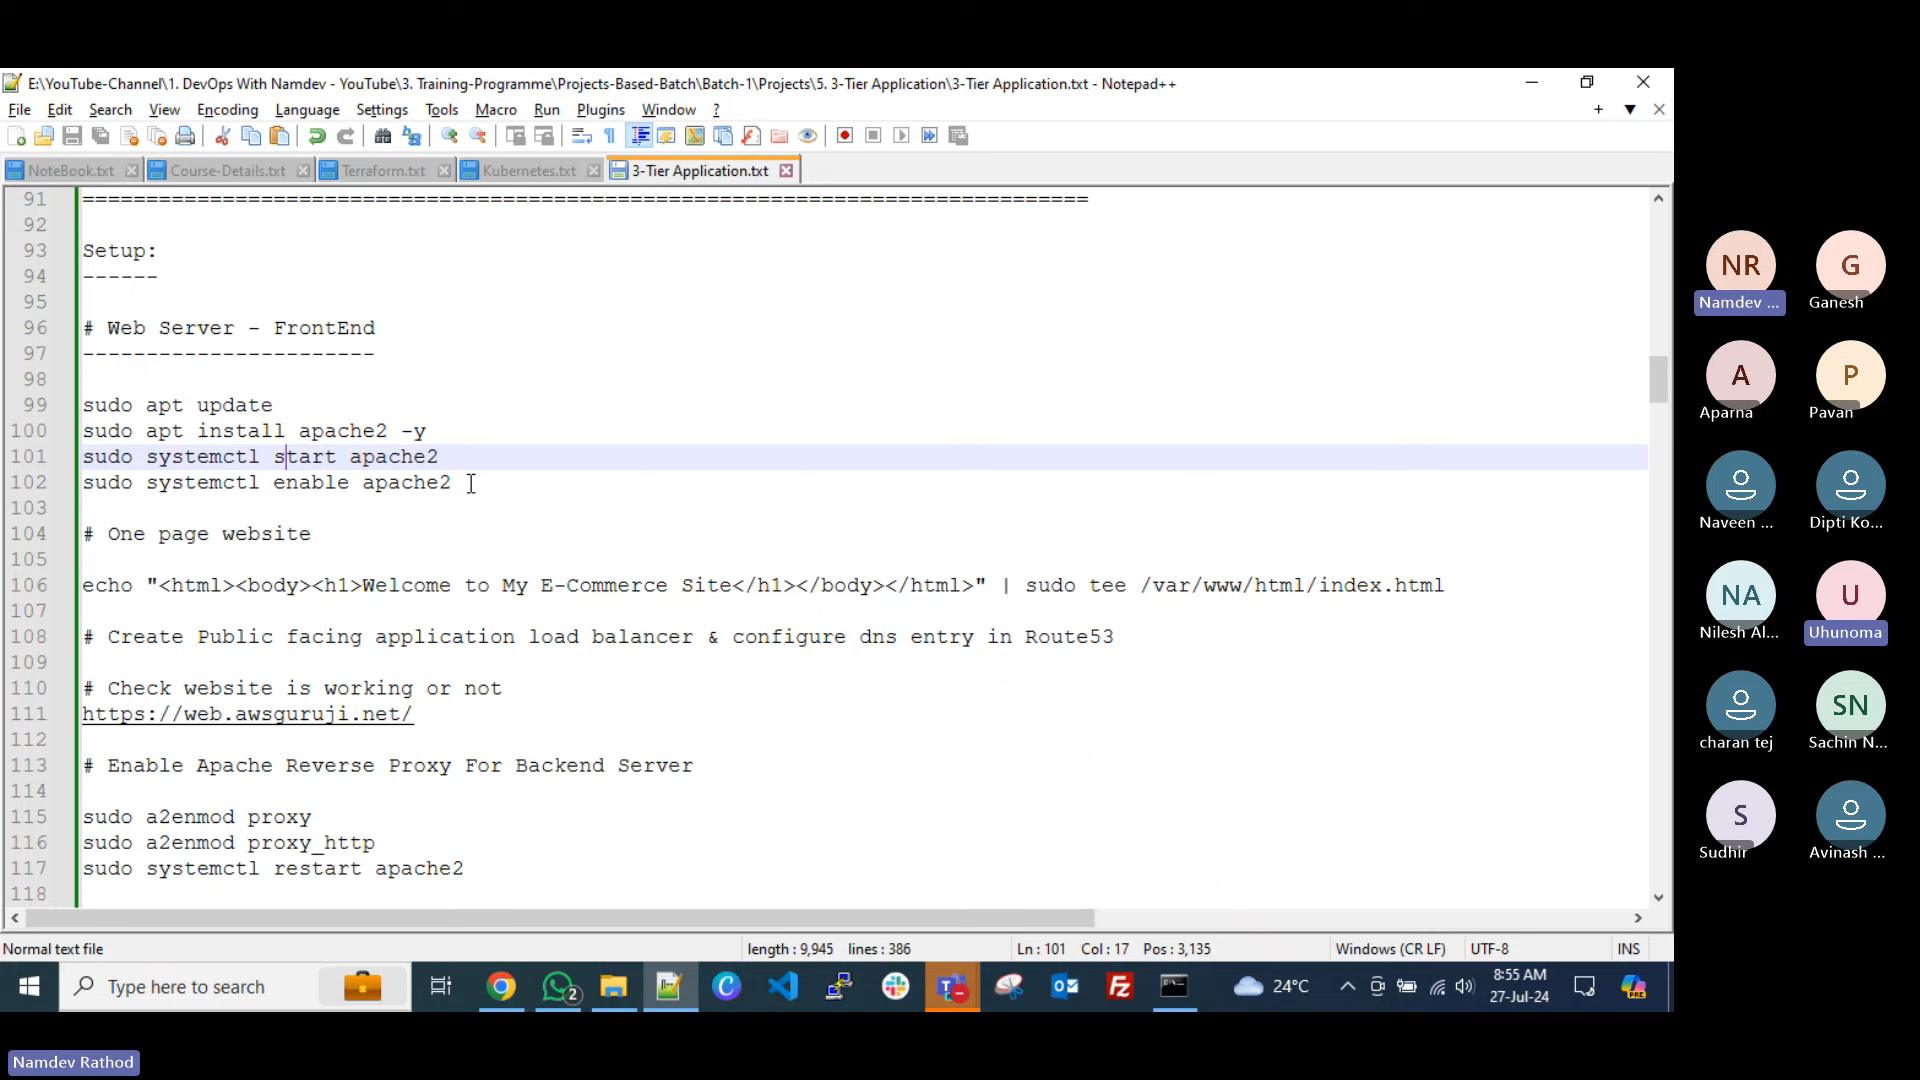 E:\YouTube-Channel\1. DevOps With Namdev - YouTube\3. Training-Programme\Projects-Based-Batch\Batch-1\Projects\5. 3-Tier Application\3-Tier Application.txt - Notepad++
File Edit Search View Encoding Language Settings Tools Macro Run Plugins Window ?
NoteBook.txt Course-Details.txt Terraform.txt Kubernetes.txt 3-Tier Application.txt
91 ===============================================================================
92
93 Setup:
94 ------
95
96 # Web Server - FrontEnd
97 -----------------------
98
99 sudo apt update
100 sudo apt install apache2 -y
101 sudo systemctl start apache2
102 sudo systemctl enable apache2
103
104 # One page website
105
106 echo "<html><body><h1>Welcome to My E-Commerce Site</h1></body></html>" | sudo tee /var/www/html/index.html
107
108 # Create Public facing application load balancer & configure dns entry in Route53
109
110 # Check website is working or not
111 https://web.awsguruji.net/
112
113 # Enable Apache Reverse Proxy For Backend Server
114
115 sudo a2enmod proxy
116 sudo a2enmod proxy_http
117 sudo systemctl restart apache2
118
Normal text file length : 9,945 lines : 386 Ln : 101 Col : 17 Pos : 3,135 Windows (CR LF) UTF-8 INS
Type here to search 2 24°C 8:55 AM
27-Jul-24
NR G
Namdev ... Ganesh
A P
Aparna Pavan
Naveen ... Dipti Ko...
NA U
Nilesh Al... Uhunoma
SN
charan tej Sachin N...
S
Sudhir Avinash ...
Namdev Rathod